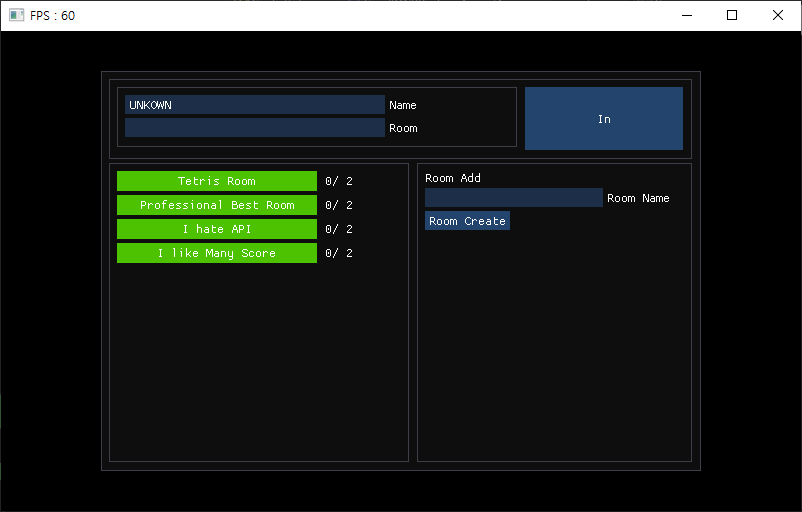 FPS : 60
UNKOWN Name
Room
In
Tetris Room 0/ 2
Professional Best Room 0/ 2
I hate API 0/ 2
I like Many Score 0/ 2
Room Add
Room Name
Room Create